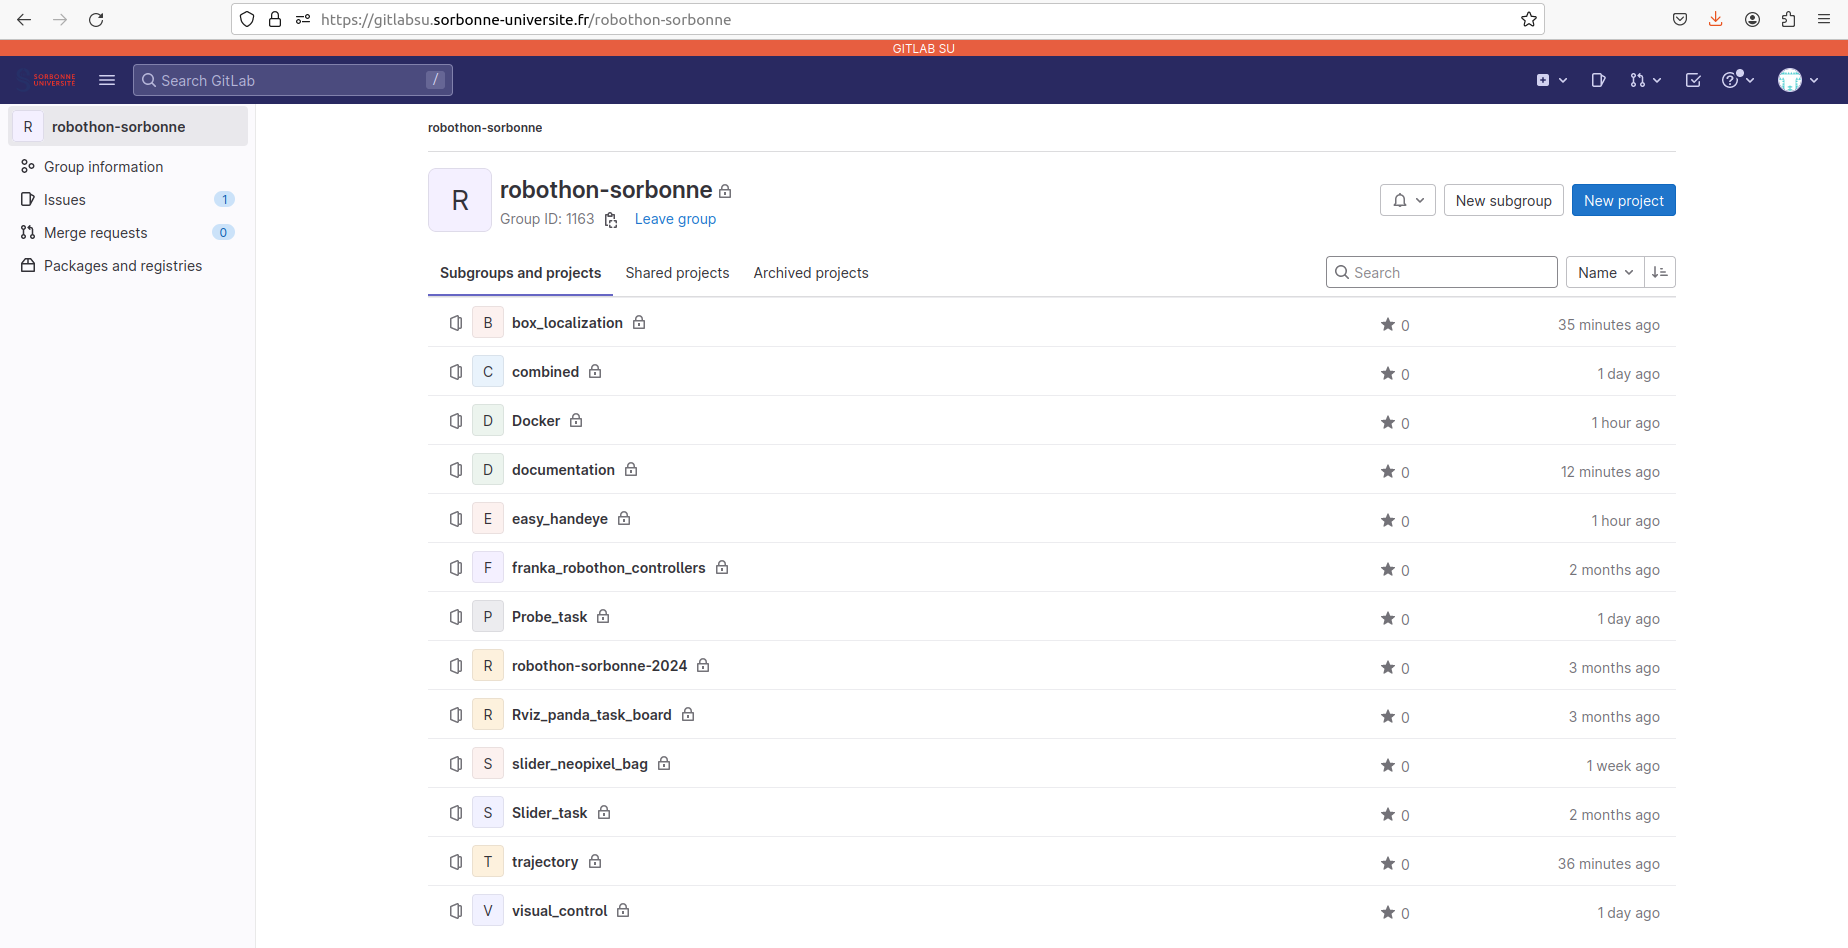 https://gitlabsu.sorbonne-universite.fr/robothon-sorbonne
GITLAB SU
SORBONNE
UNIVERSITÉ
Search GitLab
/
R robothon-sorbonne
Group information
Issues 1
Merge requests 0
Packages and registries
robothon-sorbonne
R
robothon-sorbonne
Group ID: 1163 Leave group
New subgroup
New project
Subgroups and projects Shared projects Archived projects
Search
Name
B box_localization 0 35 minutes ago
C combined 0 1 day ago
D Docker 0 1 hour ago
D documentation 0 12 minutes ago
E easy_handeye 0 1 hour ago
F franka_robothon_controllers 0 2 months ago
P Probe_task 0 1 day ago
R robothon-sorbonne-2024 0 3 months ago
R Rviz_panda_task_board 0 3 months ago
S slider_neopixel_bag 0 1 week ago
S Slider_task 0 2 months ago
T trajectory 0 36 minutes ago
V visual_control 0 1 day ago